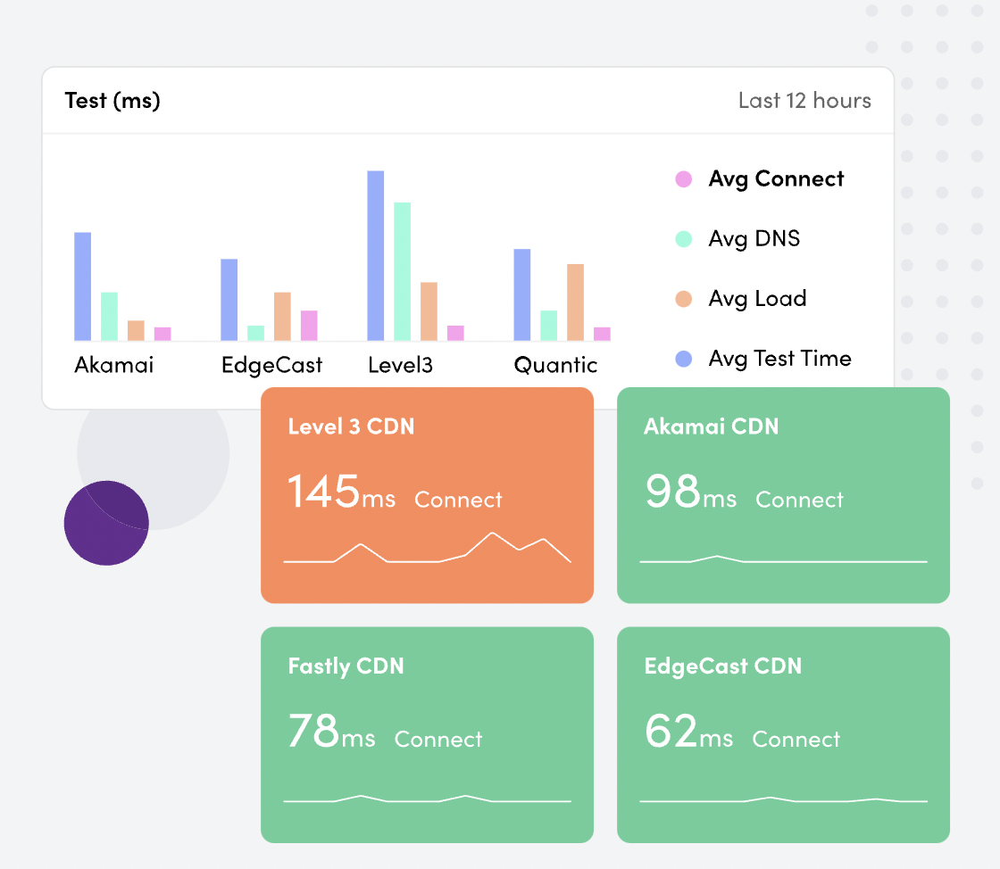 Test (ms)
Last 12 hours
Avg Connect
Avg DNS
Avg Load
Avg Test Time
Akamai
EdgeCast
Level3
Quantic
Level 3 CDN
145ms Connect
Akamai CDN
98ms Connect
Fastly CDN
78ms Connect
EdgeCast CDN
62ms Connect